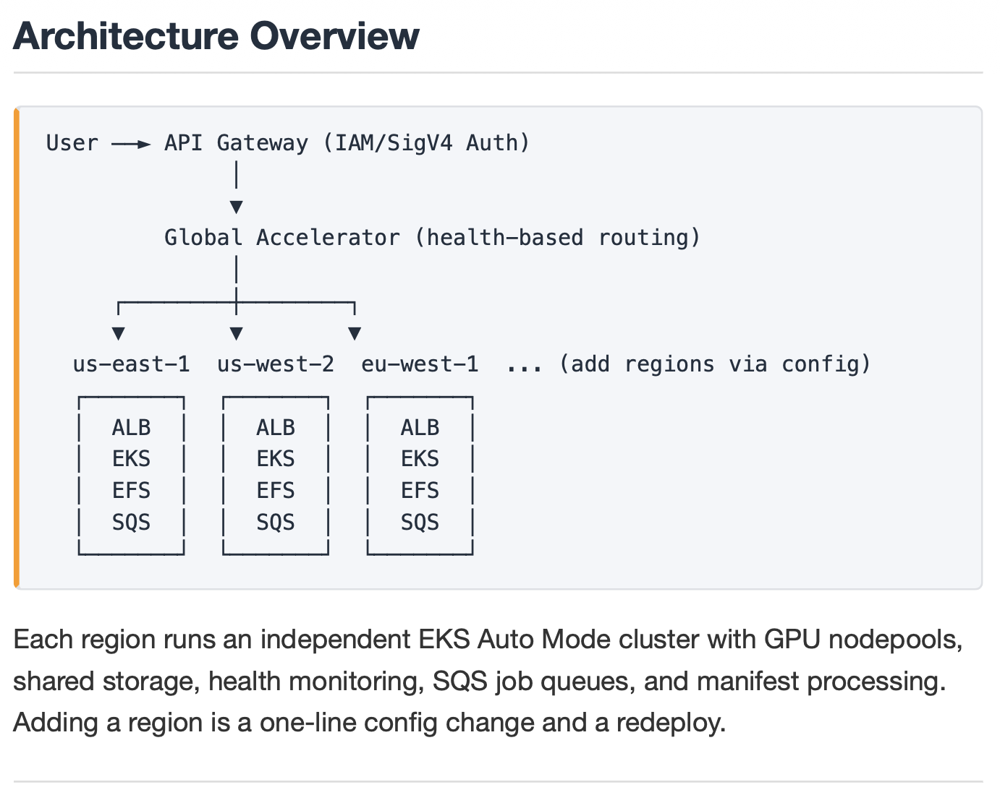 Architecture Overview
User ──► API Gateway (IAM/SigV4 Auth)
Global Accelerator (health-based routing)
us-east-1 us-west-2 eu-west-1 ... (add regions via config)
ALB ALB ALB
EKS EKS EKS
EFS EFS EFS
SQS SQS SQS
Each region runs an independent EKS Auto Mode cluster with GPU nodepools,
shared storage, health monitoring, SQS job queues, and manifest processing.
Adding a region is a one-line config change and a redeploy.